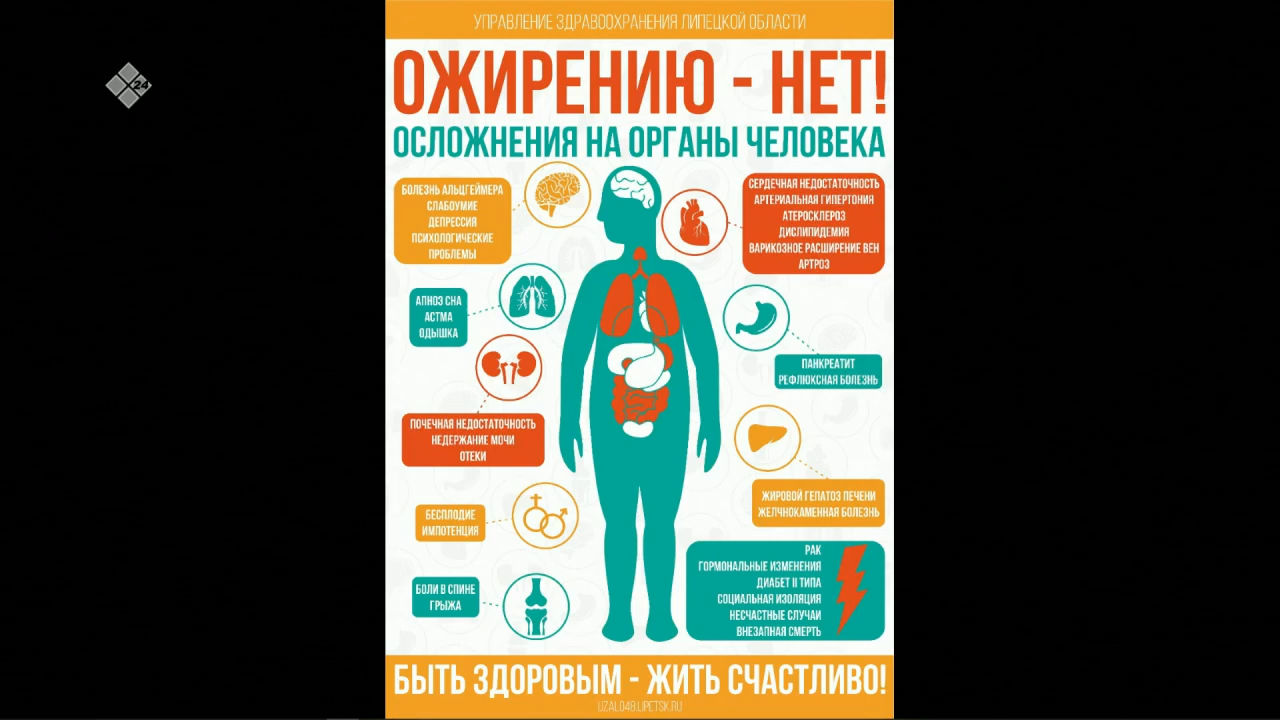 УПРАВЛЕНИЕ ЗДРАВООХРАНЕНИЯ ЛИПЕЦКОЙ ОБЛАСТИ
X24
ОЖИРЕНИЮ - НЕТ!
ОСЛОЖНЕНИЯ НА ОРГАНЫ ЧЕЛОВЕКА
БОЛЕЗНЬ АЛЬЦГЕЙМЕРА
СЛАБОУМИЕ
ДЕПРЕССИЯ
ПСИХОЛОГИЧЕСКИЕ
ПРОБЛЕМЫ
СЕРДЕЧНАЯ НЕДОСТАТОЧНОСТЬ
АРТЕРИАЛЬНАЯ ГИПЕРТОНИЯ
АТЕРОСКЛЕРОЗ
ДИСЛИПИДЕМИЯ
ВАРИКОЗНОЕ РАСШИРЕНИЕ ВЕН
АРТРОЗ
АПНОЗ СНА
АСТМА
ОДЫШКА
ПАНКРЕАТИТ
РЕФЛЮКСНАЯ БОЛЕЗНЬ
ПОЧЕЧНАЯ НЕДОСТАТОЧНОСТЬ
НЕДЕРЖАНИЕ МОЧИ
ОТЕКИ
ЖИРОВОЙ ГЕПАТОЗ ПЕЧЕНИ
ЖЕЛЧНОКАМЕННАЯ БОЛЕЗНЬ
БЕСПЛОДИЕ
ИМПОТЕНЦИЯ
РАК
ГОРМОНАЛЬНЫЕ ИЗМЕНЕНИЯ
ДИАБЕТ II ТИПА
СОЦИАЛЬНАЯ ИЗОЛЯЦИЯ
НЕСЧАСТНЫЕ СЛУЧАИ
ВНЕЗАПНАЯ СМЕРТЬ
БОЛИ В СПИНЕ
ГРЫЖА
БЫТЬ ЗДОРОВЫМ - ЖИТЬ СЧАСТЛИВО!
UZALO48.LIPETSK.RU